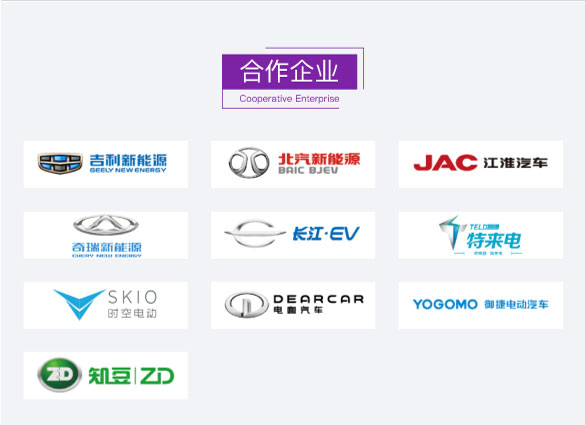 合作企业
Cooperative Enterprise
吉利新能源
GEELY NEW ENERGY
北汽新能源
BAIC BJEV
JAC 江淮汽车
奇瑞新能源
CHERY NEW ENERGY
长江·EV
TELD
特来电
SKIO
时空电动
DEARCAR
电咖汽车
YOGOMO 御捷电动汽车
ZD 知豆|ZD